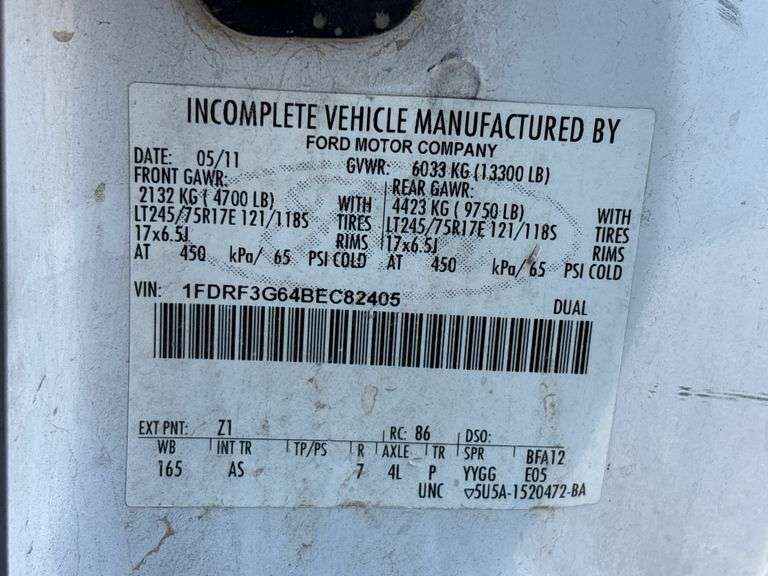 INCOMPLETE VEHICLE MANUFACTURED BY
FORD MOTOR COMPANY
DATE: 05/11 GVWR: 6033 KG (13300 LB)
FRONT GAWR: REAR GAWR:
2132 KG ( 4700 LB) WITH 4423 KG ( 9750 LB) WITH
LT245/75R17E 121/118S TIRES LT245/75R17E 121/118S TIRES
17x6.5J RIMS 17x6.5J RIMS
AT 450 kPa/ 65 PSI COLD AT 450 kPa/ 65 PSI COLD
VIN: 1FDRF3G64BEC82405 DUAL
EXT PNT: Z1 RC: 86 DSO:
WB INT TR TP/PS R AXLE TR SPR BFA12
165 AS 7 4L P YYGG E05
UNC ▽5U5A-1520472-BA